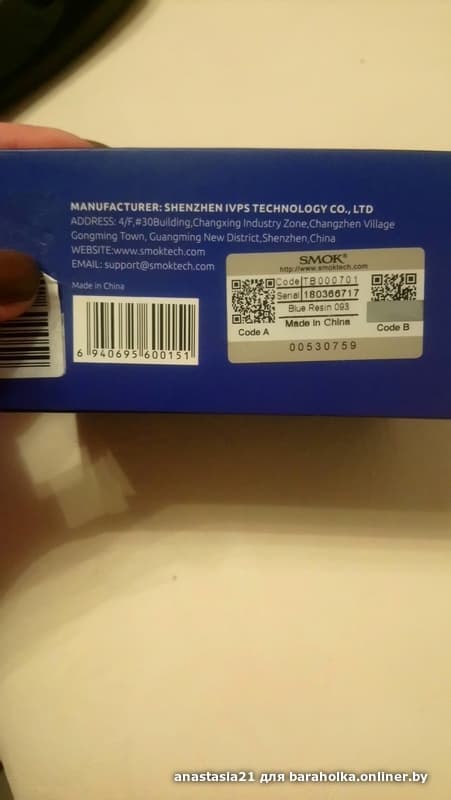 MANUFACTURER: SHENZHEN IVPS TECHNOLOGY CO., LTD
ADDRESS: 4/F,#30Building,Changxing Industry Zone,Changzhen Village
Gongming Town, Guangming New District,Shenzhen,China
WEBSITE:www.smoktech.com
EMAIL: support@smoktech.com
Made in China
6 940695 600151
SMOK®
http://www.smoktech.com
Code TB000701
Serial 180366717
Blue Resin 093
Made in China
Code A
Code B
00530759
anastasia21 для baraholka.onliner.by